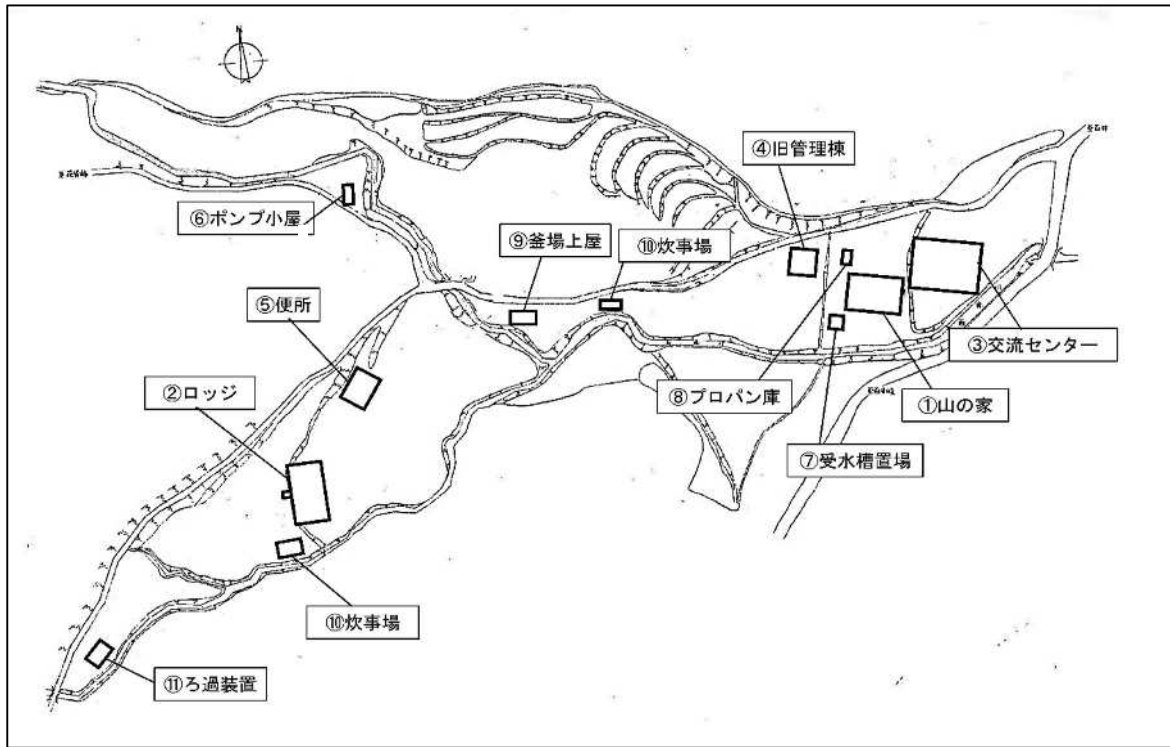 N
④旧管理棟
⑥ポンプ小屋
⑨釜場上屋
⑩炊事場
⑤便所
③交流センター
②ロッジ
⑧プロパン庫
①山の家
⑦受水槽置場
⑩炊事場
⑪ろ過装置